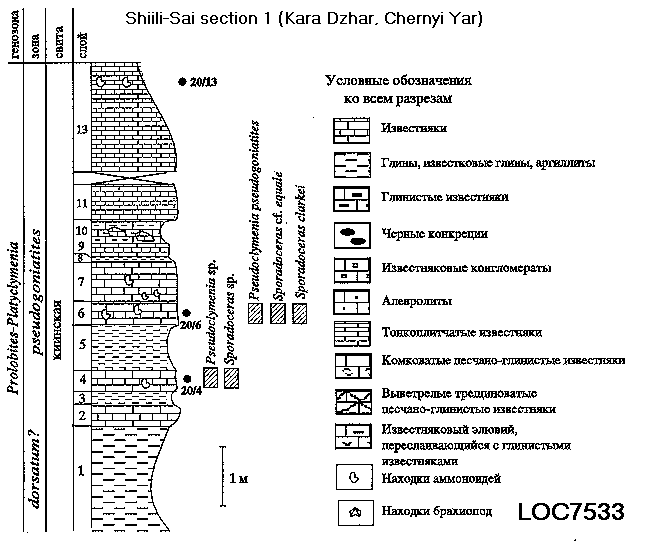 Shiili-Sai section 1 (Kara Dzhar, Chernyi Yar)
генозона
зона
свита
слой
Prolobites-Platyclymenia
dorsatum?
pseudogoniatites
киинская
13
11
10
9
8
7
6
5
4
3
2
1
20/13
20/6
20/4
Pseudoclymenia sp.
Sporadoceras sp.
Pseudoclymenia pseudogoniatites
Sporadoceras cf. equale
Sporadoceras clarkei
1 м
Условные обозначения
ко всем разрезам
Известняки
Глины, известковые глины, аргиллиты
Глинистые известняки
Черные конкреции
Известняковые конгломераты
Алевролиты
Тонкоплитчатые известняки
Комковатые песчано-глинистые известняки
Выветрелые трещиноватые
песчано-глинистые известняки
Известняковый элювий,
переслаивающийся с глинистыми
известняками
Находки аммоноидей
Находки брахиопод
LOC7533